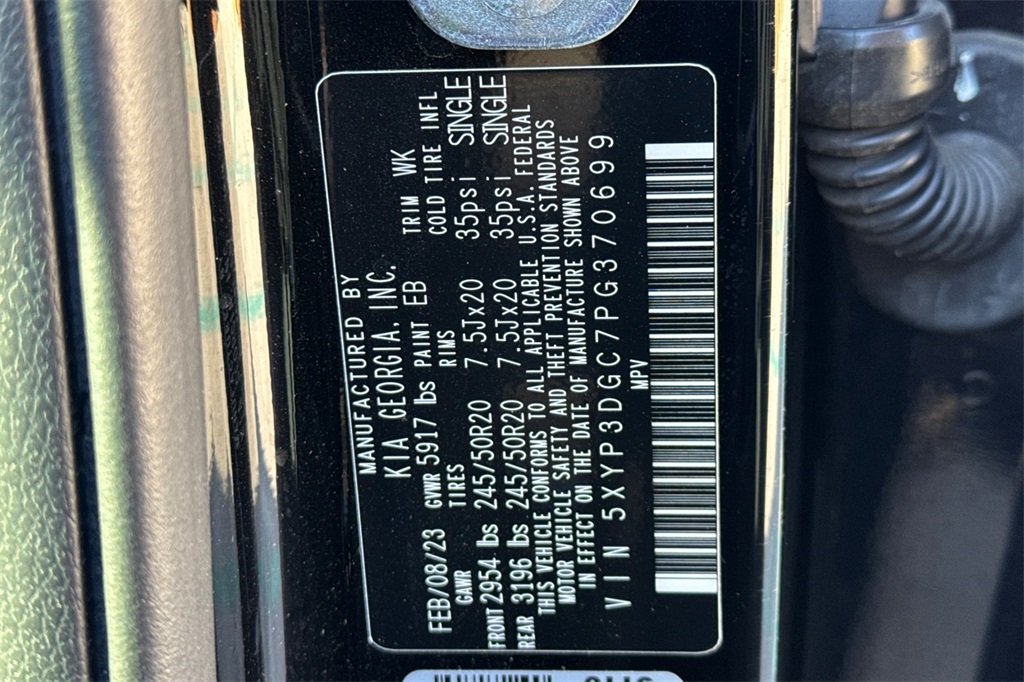 MANUFACTURED BY
KIA GEORGIA, INC.
FEB/08/23 GVWR 5917 lbs PAINT EB TRIM WK
GAWR TIRES RIMS COLD TIRE INFL
FRONT 2954 lbs 245/50R20 7.5Jx20 35psi SINGLE
REAR 3196 lbs 245/50R20 7.5Jx20 35psi SINGLE
THIS VEHICLE CONFORMS TO ALL APPLICABLE U.S.A. FEDERAL
MOTOR VEHICLE SAFETY AND THEFT PREVENTION STANDARDS
IN EFFECT ON THE DATE OF MANUFACTURE SHOWN ABOVE
VIN 5XYP3DGC7PG370699
MPV